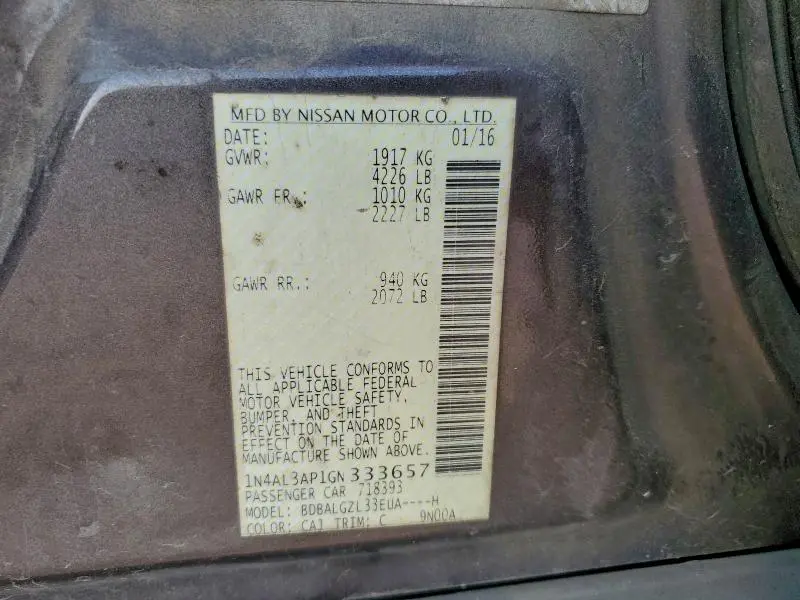 MFD BY NISSAN MOTOR CO., LTD.
DATE: 01/16
GVWR: 1917 KG
4226 LB
GAWR FR.: 1010 KG
2227 LB
GAWR RR.: 940 KG
2072 LB
THIS VEHICLE CONFORMS TO
ALL APPLICABLE FEDERAL
MOTOR VEHICLE SAFETY,
BUMPER, AND THEFT
PREVENTION STANDARDS IN
EFFECT ON THE DATE OF
MANUFACTURE SHOWN ABOVE.
1N4AL3AP1GN 333657
PASSENGER CAR 718393
MODEL: BDBALGZL33EUA----H
COLOR: CAJ TRIM: C 9N00A